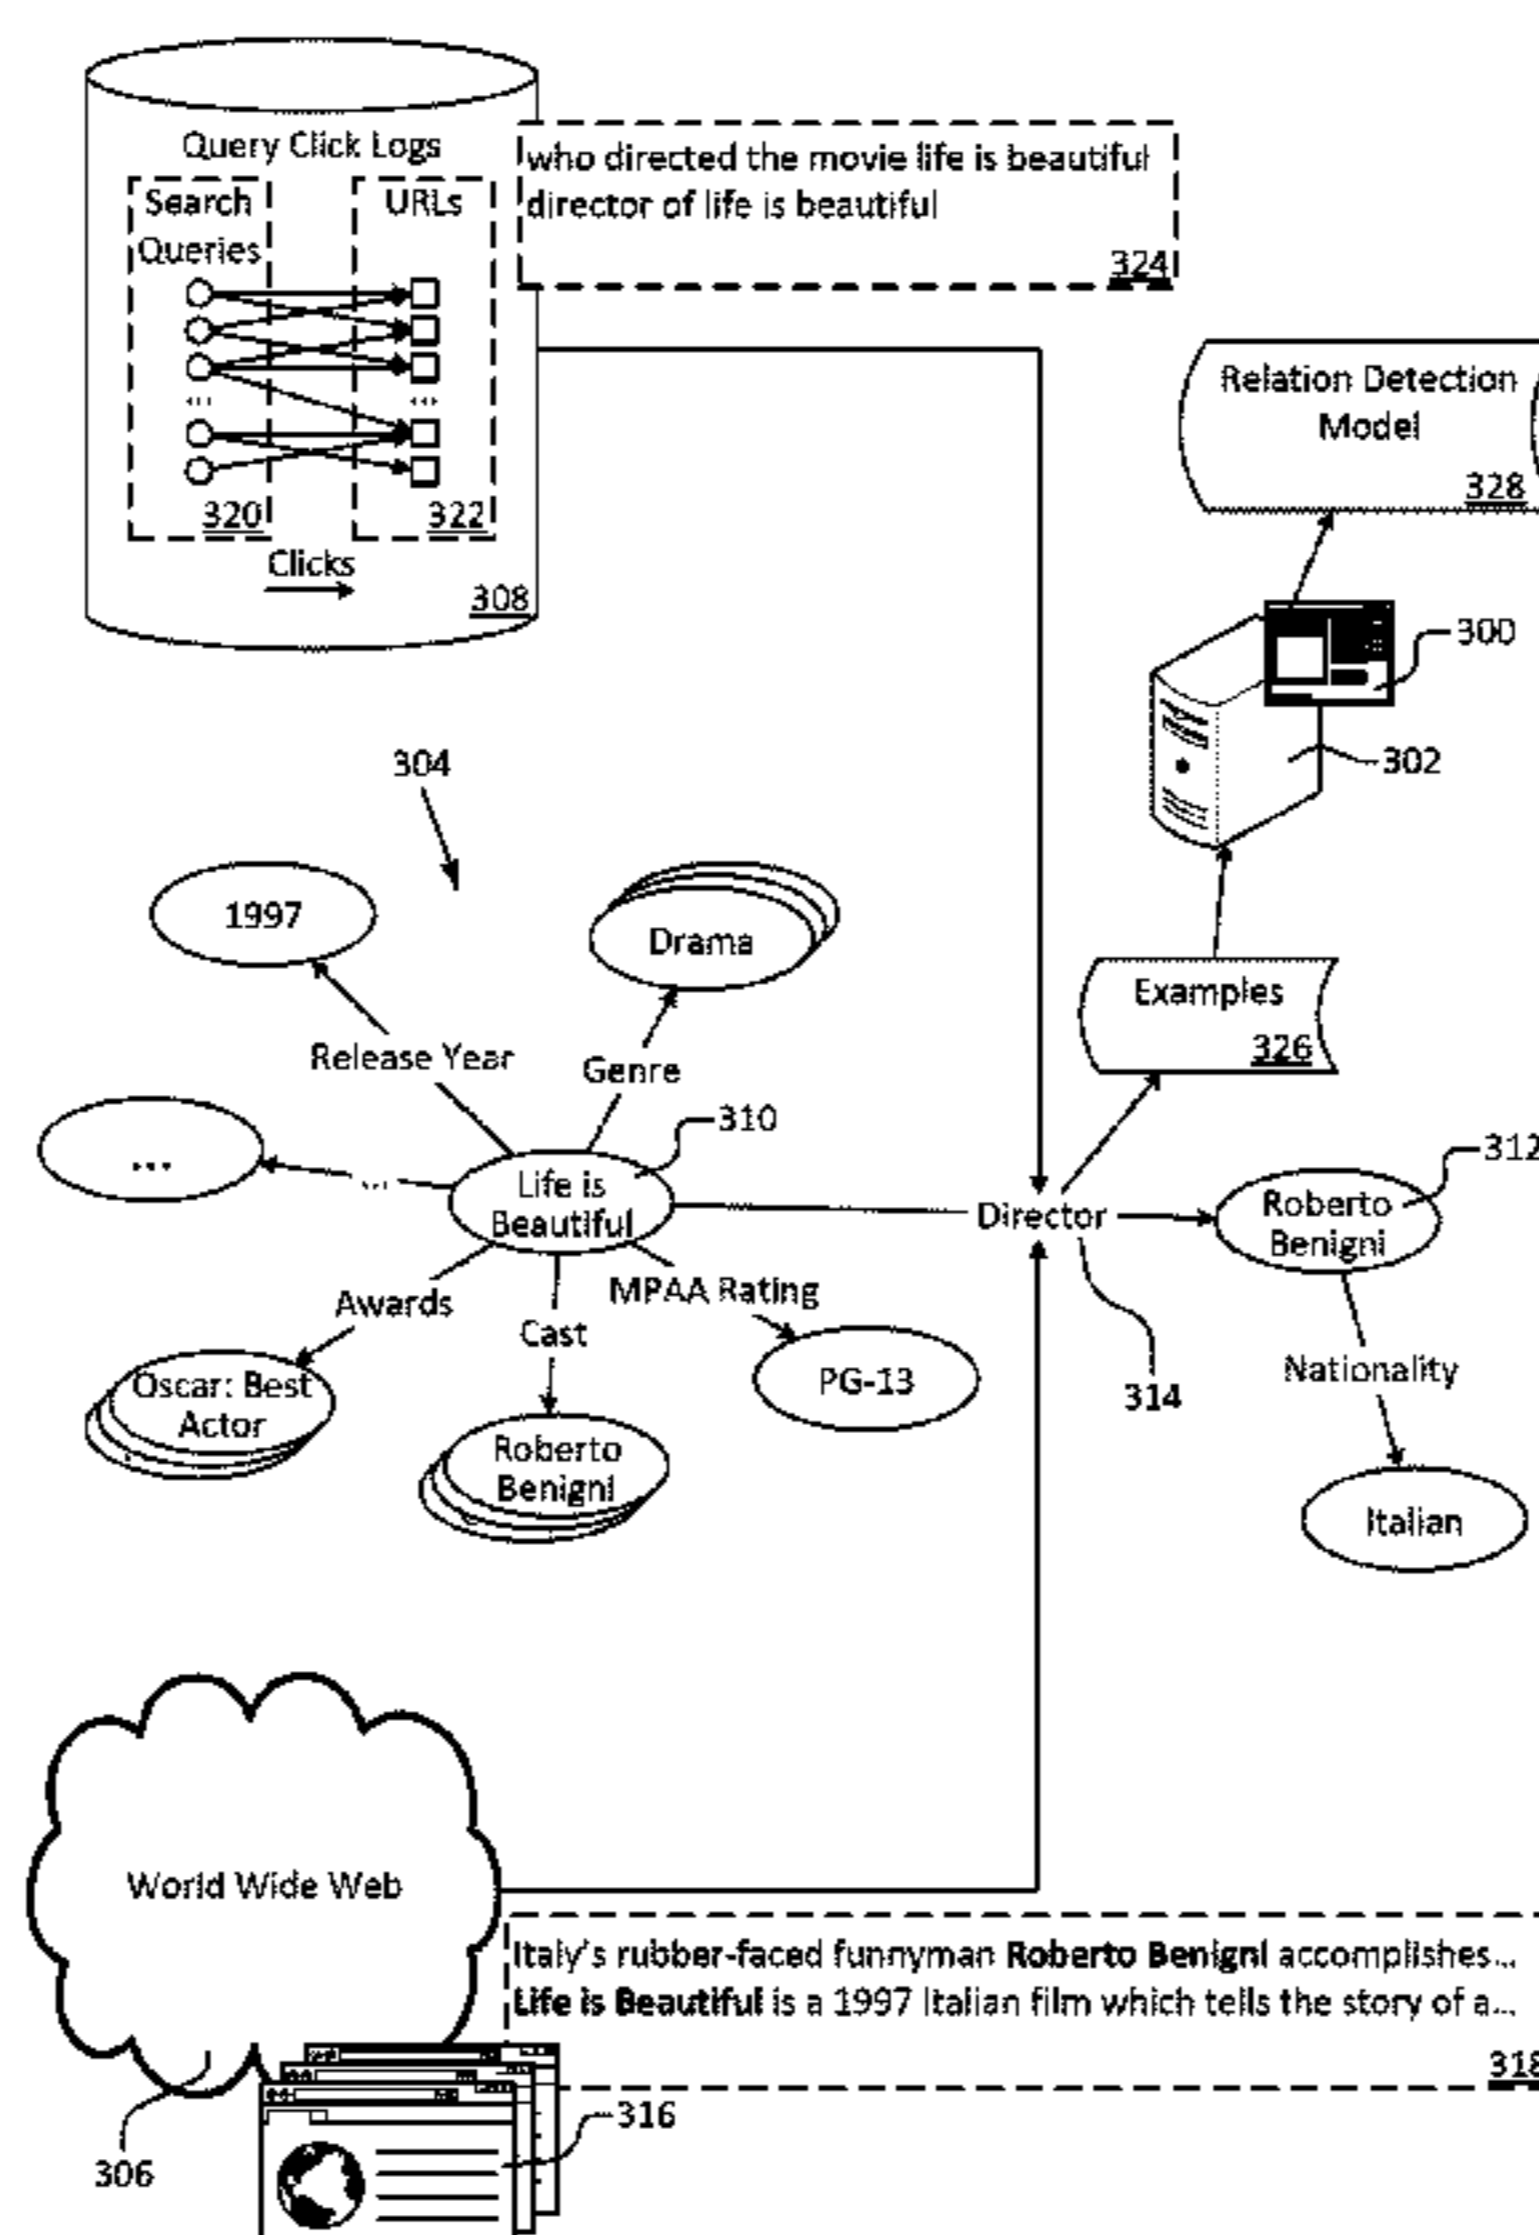 Query Click Logs
Search
Queries
URLs
320
322
Clicks
308
who directed the movie life is beautiful
director of life is beautiful
324
Relation Detection
Model
328
300
302
304
1997
Drama
Examples
326
Release Year
Genre
310
312
...
...
Life is
Beautiful
Director
Roberto
Benigni
Awards
MPAA Rating
Cast
314
Nationality
Oscar: Best
Actor
PG-13
Roberto
Benigni
Italian
World Wide Web
Italy's rubber-faced funnyman Roberto Benigni accomplishes...
Life is Beautiful is a 1997 Italian film which tells the story of a...
318
316
306